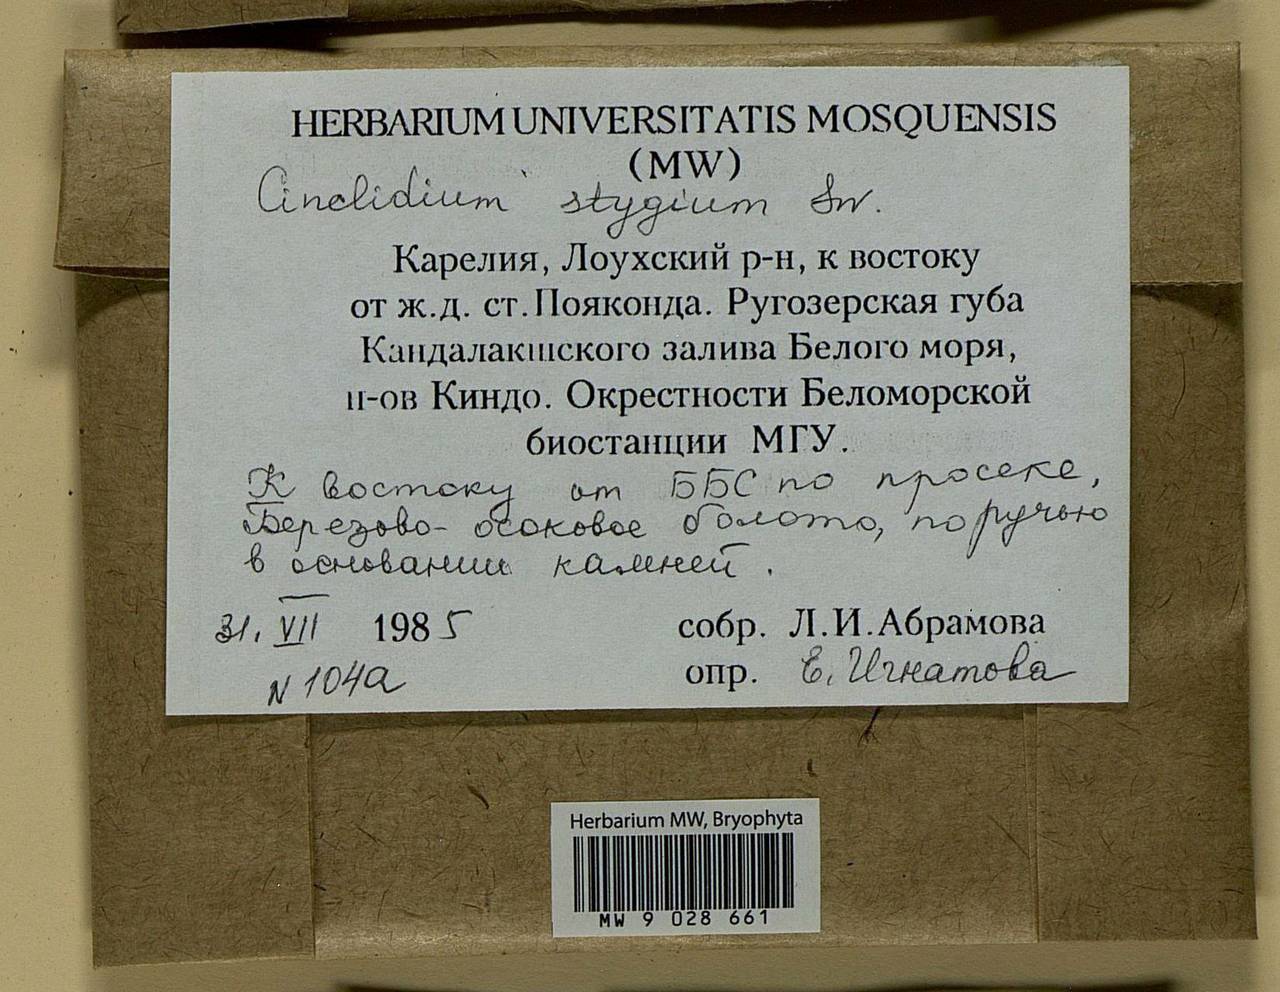 HERBARIUM UNIVERSITATIS MOSQUENSIS
(MW)
Cinclidium stygium Sw.
Карелия, Лоухский р-н, к востоку
от ж.д. ст. Пояконда. Ругозерская губа
Кандалакшского залива Белого моря,
п-ов Киндо. Окрестности Беломорской
биостанции МГУ.
К востоку от ББС по просеке,
Березово-осоковое болото, по ручью
в основании камней.
31. VII 1985 собр. Л.И.Абрамова
N 104a опр. Е. Игнатова
Herbarium MW, Bryophyta
MW 9 028 661